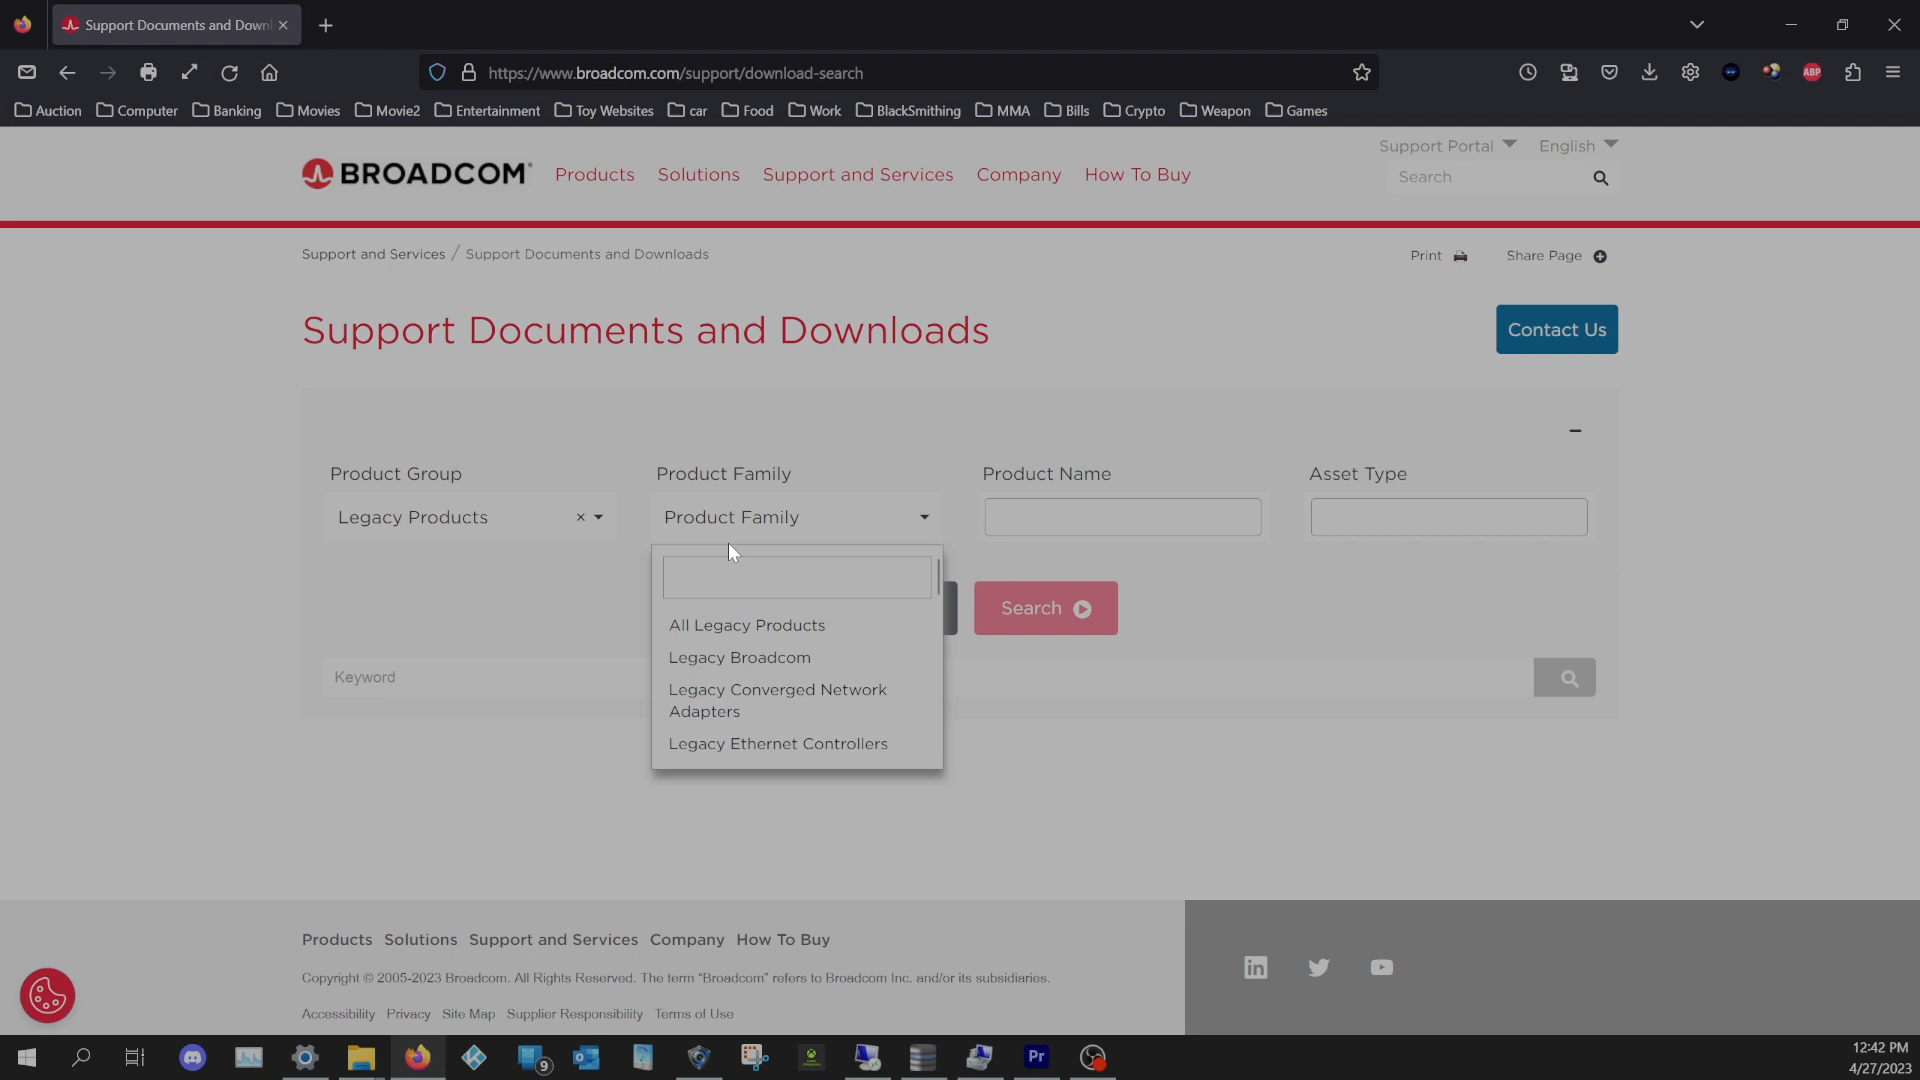 Support Documents and Downl
https://www.broadcom.com/support/download-search
ABP
Auction Computer Banking Movies Movie2 Entertainment Toy Websites car Food Work BlackSmithing MMA Bills Crypto Weapon Games
Support Portal English
BROADCOM Products Solutions Support and Services Company How To Buy Search
Support and Services / Support Documents and Downloads
Print Share Page
Support Documents and Downloads
Contact Us
Product Group Product Family Product Name Asset Type
Legacy Products × Product Family
All Legacy Products
Legacy Broadcom
Legacy Converged Network
Adapters
Legacy Ethernet Controllers
Search
Keyword
Products Solutions Support and Services Company How To Buy
Copyright © 2005-2023 Broadcom. All Rights Reserved. The term “Broadcom” refers to Broadcom Inc. and/or its subsidiaries.
Accessibility Privacy Site Map Supplier Responsibility Terms of Use
in
9
Pr
12:42 PM
4/27/2023